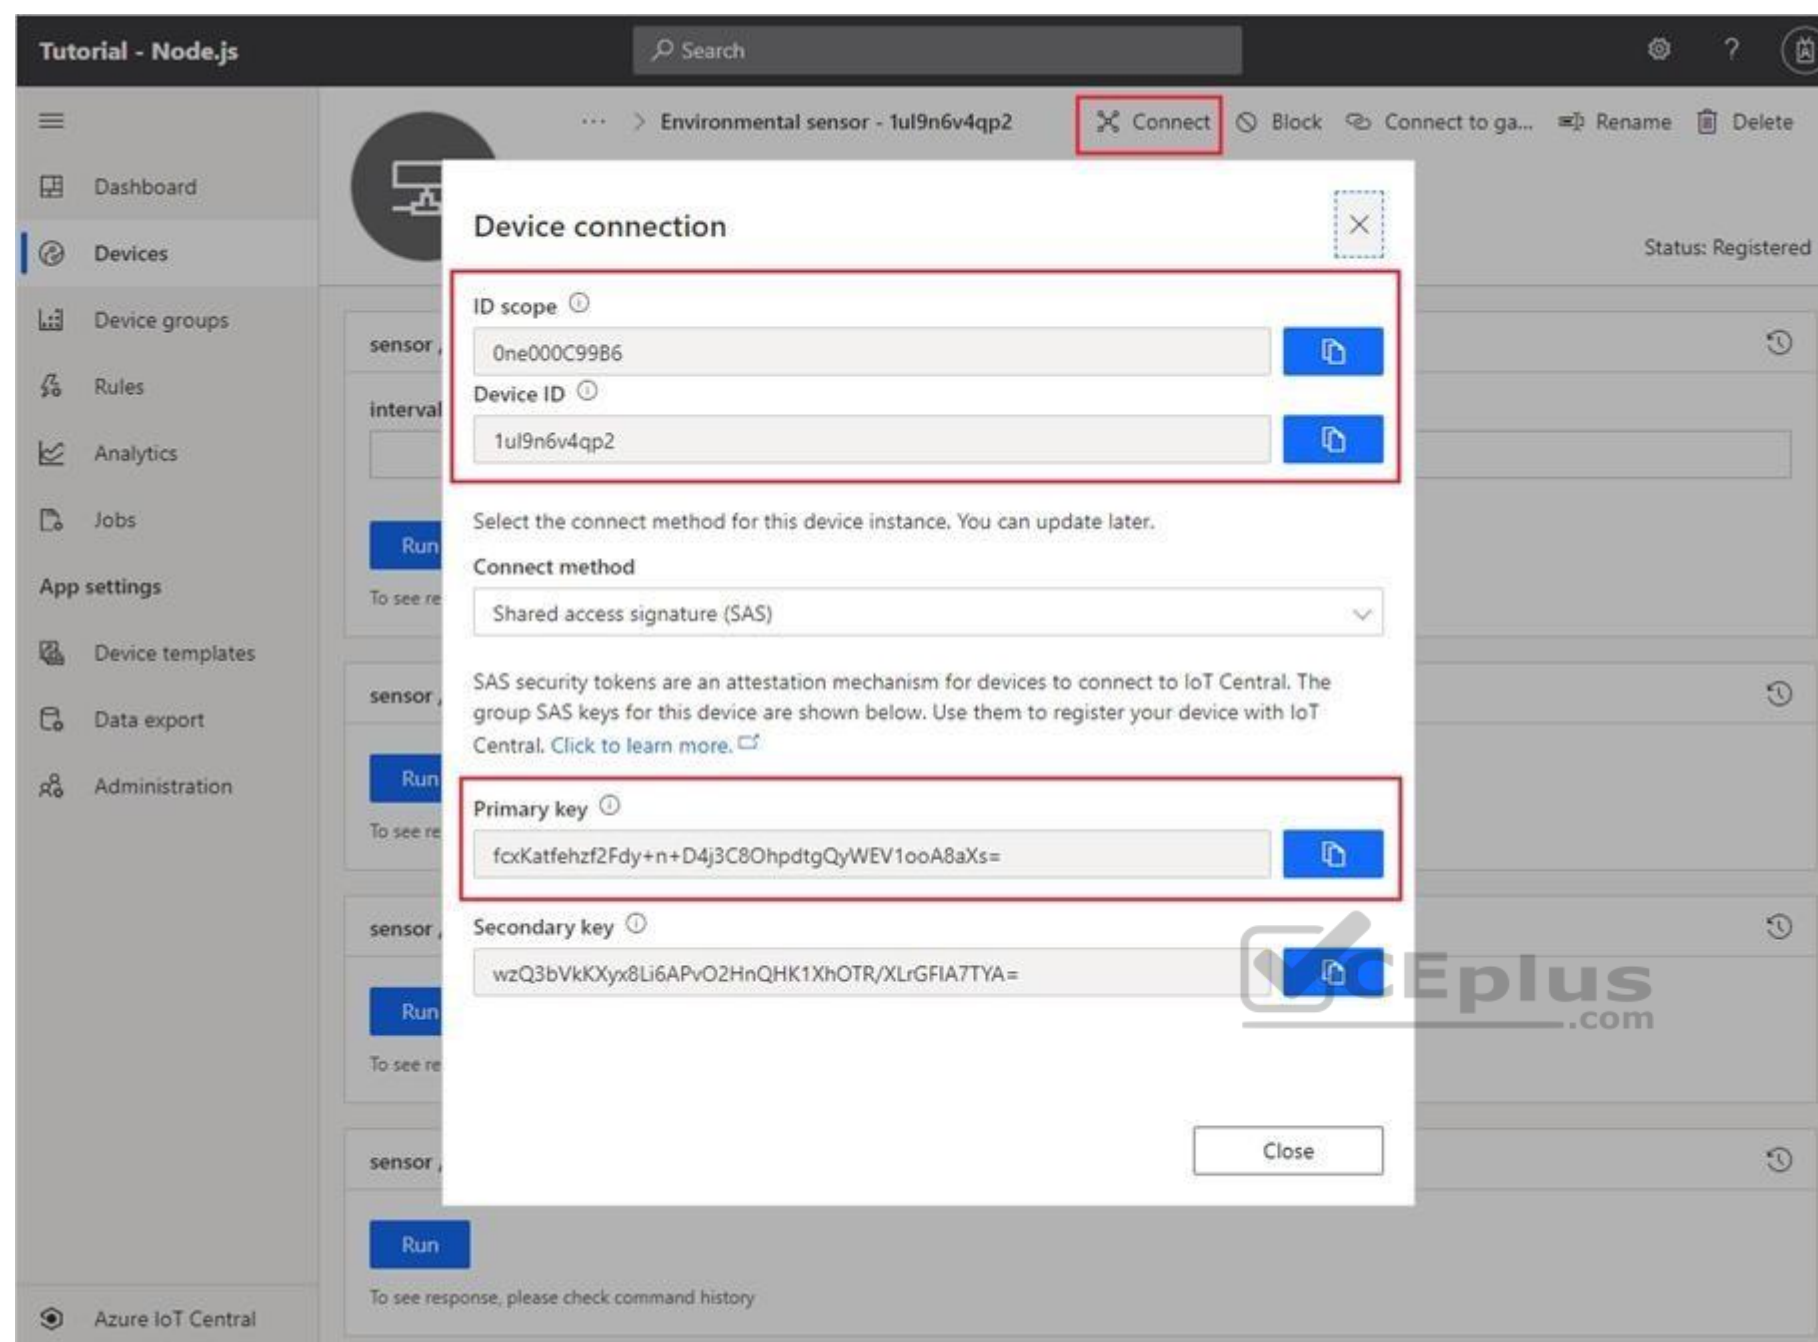 Tutorial - Node.js
Search
?
Dashboard
Devices
Device groups
Rules
Analytics
Jobs
App settings
Device templates
Data export
Administration
Azure IoT Central
··· > Environmental sensor - 1ul9n6v4qp2
Connect
Block
Connect to ga...
Rename
Delete
Status: Registered
Device connection
ID scope
0ne000C99B6
Device ID
1ul9n6v4qp2
Select the connect method for this device instance. You can update later.
Connect method
Shared access signature (SAS)
SAS security tokens are an attestation mechanism for devices to connect to IoT Central. The
group SAS keys for this device are shown below. Use them to register your device with IoT
Central. Click to learn more.
Primary key
fcxKatfehzf2Fdy+n+D4j3C8OhpdtgQyWEV1ooA8aXs=
Secondary key
wzQ3bVkKXyx8Li6APvO2HnQHK1XhOTR/XLrGFIA7TYA=
Close
sensor /
interval
Run
To see re
sensor /
Run
To see re
sensor /
Run
To see re
sensor /
Run
To see response, please check command history
CEplus
.com